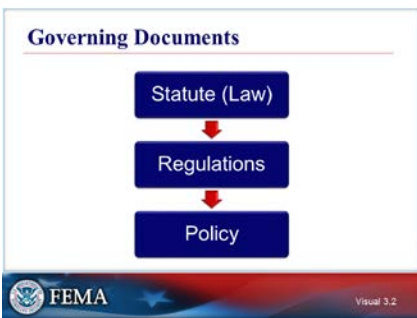 Governing Documents
Statute (Law)
Regulations
Policy
FEMA
Visual 3.2